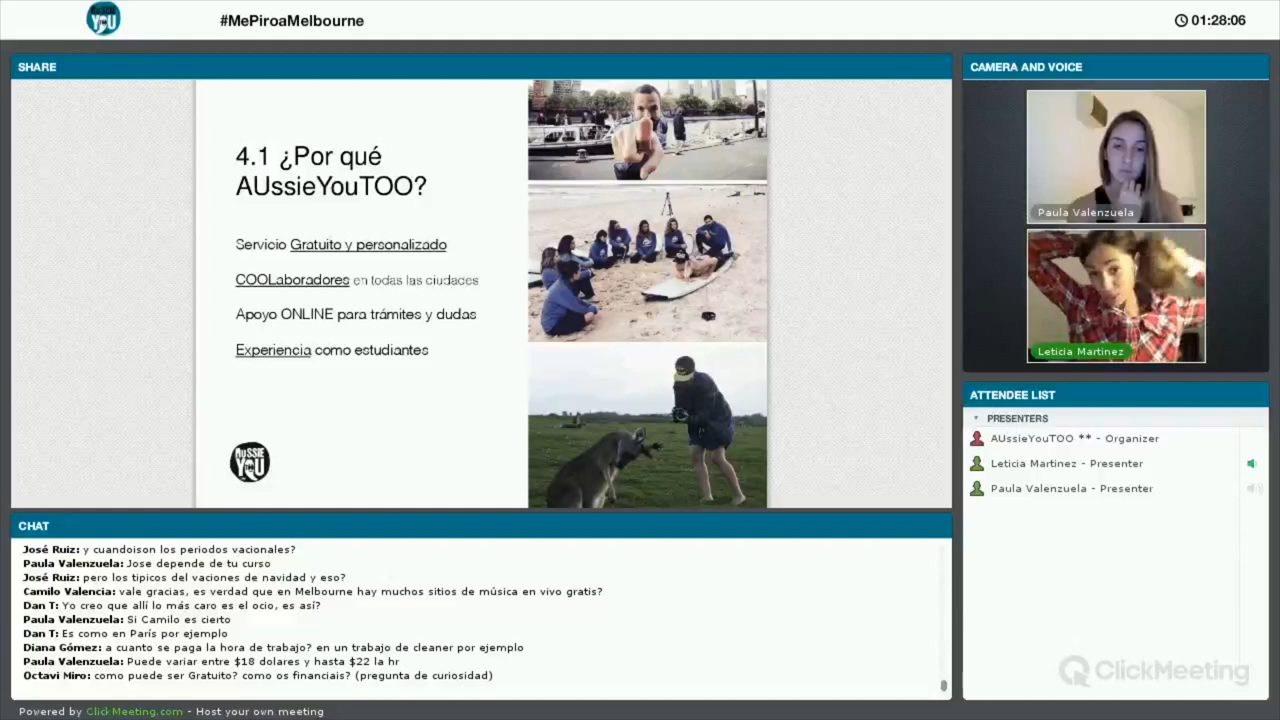 AUSSIE YOU
#MePiroaMelbourne
01:28:06
SHARE
4.1 ¿Por qué
AUssieYouTOO?
Servicio Gratuito y personalizado
COOLaboradores en todas las ciudades
Apoyo ONLINE para trámites y dudas
Experiencia como estudiantes
AUSSIE YOU
CAMERA AND VOICE
Paula Valenzuela
Leticia Martinez
ATTENDEE LIST
PRESENTERS
AUssieYouTOO ** - Organizer
Leticia Martinez - Presenter
Paula Valenzuela - Presenter
CHAT
José Ruiz: y cuandoison los periodos vacionales?
Paula Valenzuela: Jose depende de tu curso
José Ruiz: pero los tipicos del vaciones de navidad y eso?
Camilo Valencia: vale gracias, es verdad que en Melbourne hay muchos sitios de música en vivo gratis?
Dan T: Yo creo que allí lo más caro es el ocio, es así?
Paula Valenzuela: Si Camilo es cierto
Dan T: Es como en París por ejemplo
Diana Gómez: a cuanto se paga la hora de trabajo? en un trabajo de cleaner por ejemplo
Paula Valenzuela: Puede variar entre $18 dolares y hasta $22 la hr
Octavi Miro: como puede ser Gratuito? como os financiais? (pregunta de curiosidad)
ClickMeeting
Powered by ClickMeeting.com - Host your own meeting